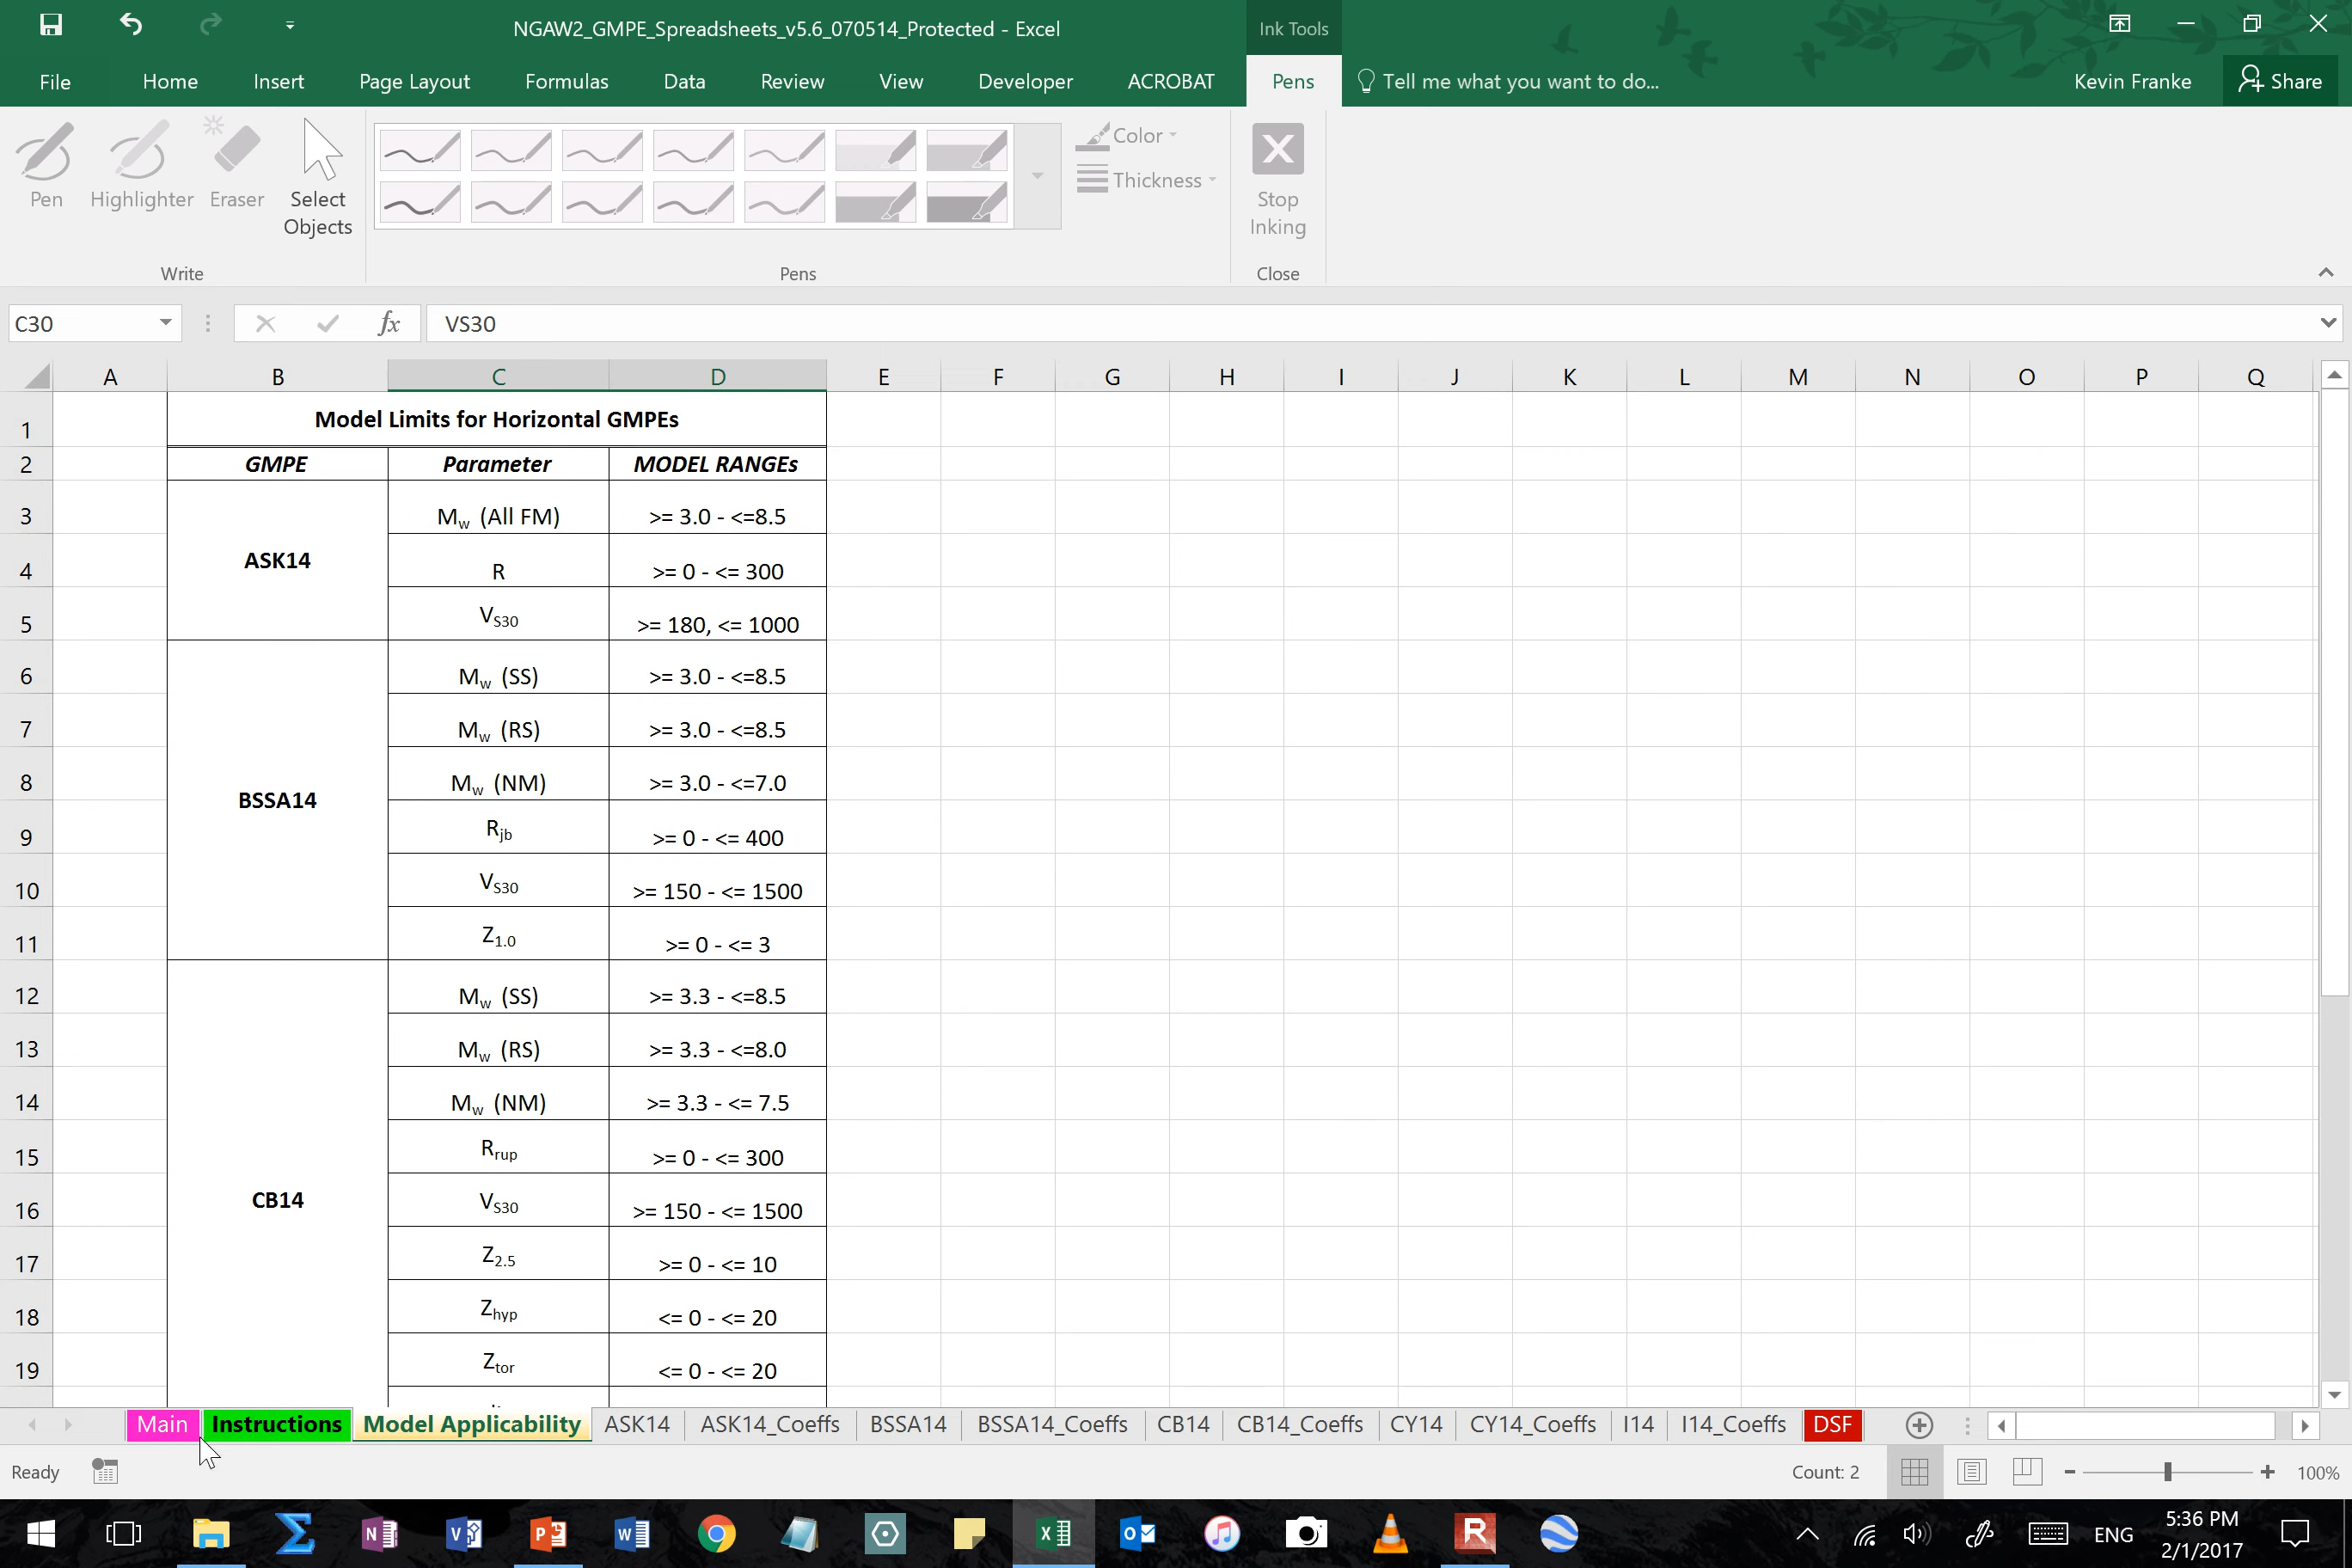 NGAW2_GMPE_Spreadsheets_v5.6_070514_Protected - Excel
Ink Tools
File Home Insert Page Layout Formulas Data Review View Developer ACROBAT Pens Tell me what you want to do... Kevin Franke Share
Pen Highlighter Eraser Select Objects
Color
Thickness
Stop Inking
Write Pens Close
C30 fx VS30
A B C D E F G H I J K L M N O P Q
1 Model Limits for Horizontal GMPEs
2 GMPE Parameter MODEL RANGEs
3 Mw (All FM) >= 3.0 - <=8.5
ASK14
4 R >= 0 - <= 300
5 VS30 >= 180, <= 1000
6 Mw (SS) >= 3.0 - <=8.5
7 Mw (RS) >= 3.0 - <=8.5
8 Mw (NM) >= 3.0 - <=7.0
BSSA14
9 Rjb >= 0 - <= 400
10 VS30 >= 150 - <= 1500
11 Z1.0 >= 0 - <= 3
12 Mw (SS) >= 3.3 - <=8.5
13 Mw (RS) >= 3.3 - <=8.0
14 Mw (NM) >= 3.3 - <= 7.5
15 Rrup >= 0 - <= 300
CB14
16 VS30 >= 150 - <= 1500
17 Z2.5 >= 0 - <= 10
18 Zhyp <= 0 - <= 20
19 Ztor <= 0 - <= 20
Main Instructions Model Applicability ASK14 ASK14_Coeffs BSSA14 BSSA14_Coeffs CB14 CB14_Coeffs CY14 CY14_Coeffs I14 I14_Coeffs DSF
Ready Count: 2 100%
ENG 5:36 PM
2/1/2017